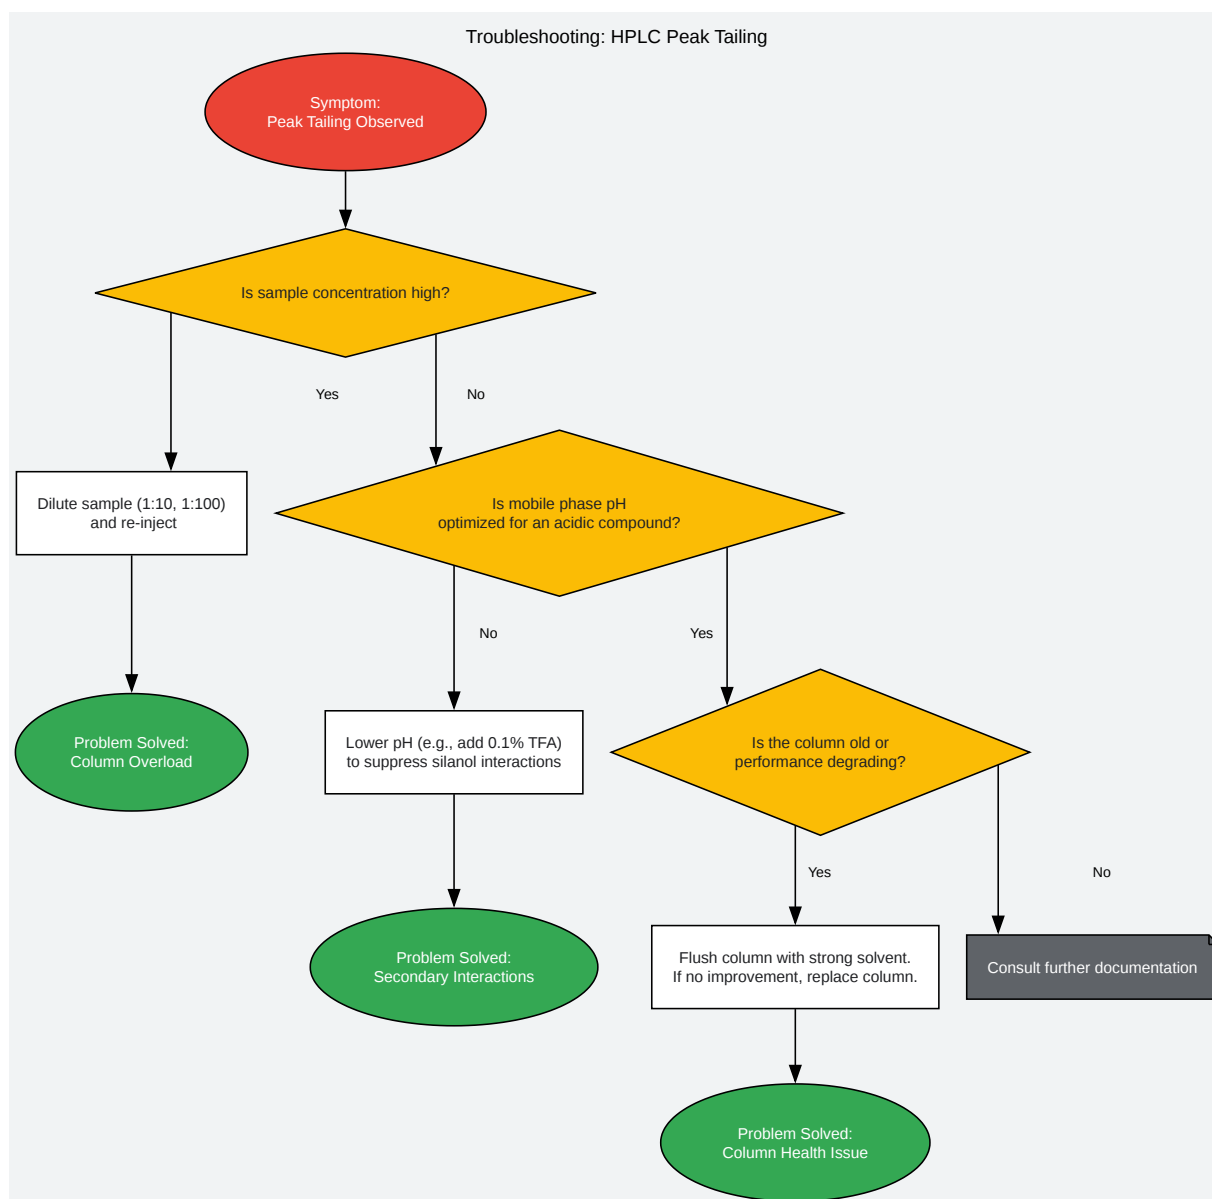 Troubleshooting: HPLC Peak Tailing
Symptom:
Peak Tailing Observed
Is sample concentration high?
Yes
No
Dilute sample (1:10, 1:100)
and re-inject
Is mobile phase pH
optimized for an acidic compound?
No
Yes
Problem Solved:
Column Overload
Lower pH (e.g., add 0.1% TFA)
to suppress silanol interactions
Is the column old or
performance degrading?
Yes
No
Problem Solved:
Secondary Interactions
Flush column with strong solvent.
If no improvement, replace column.
Consult further documentation
Problem Solved:
Column Health Issue